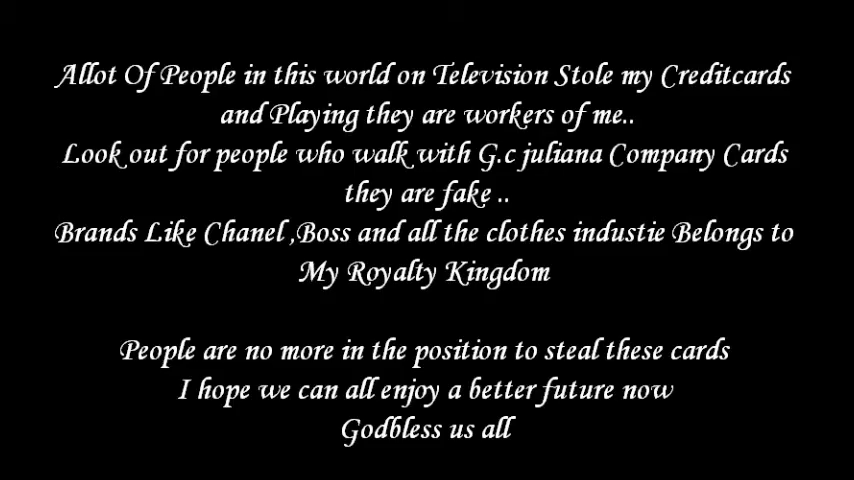 Allot Of People in this world on Television Stole my Creditcards
and Playing they are workers of me..
Look out for people who walk with G.c juliana Company Cards
they are fake ..
Brands Like Chanel ,Boss and all the clothes industie Belongs to
My Royalty Kingdom
People are no more in the position to steal these cards
I hope we can all enjoy a better future now
Godbless us all